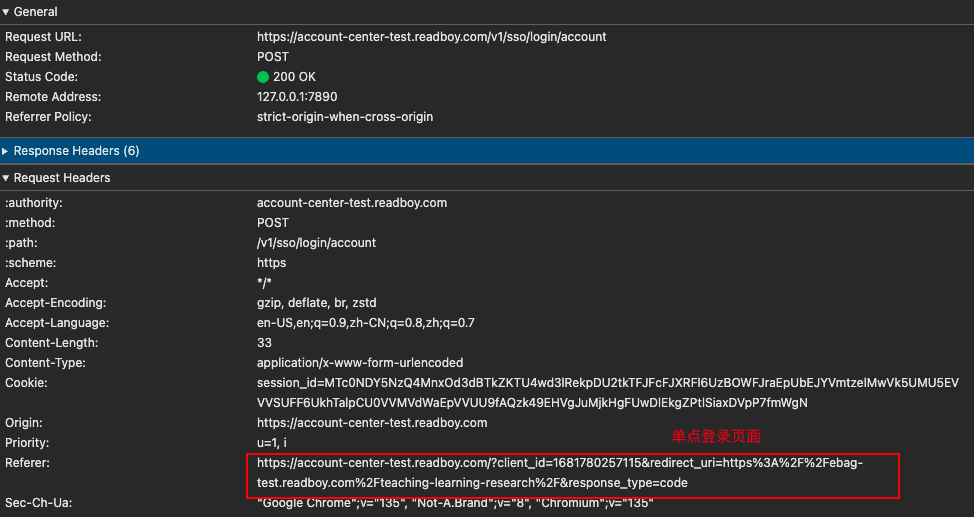 General
Request URL: https://account-center-test.readboy.com/v1/sso/login/account
Request Method: POST
Status Code: 200 OK
Remote Address: 127.0.0.1:7890
Referrer Policy: strict-origin-when-cross-origin
Response Headers (6)
Request Headers
:authority: account-center-test.readboy.com
:method: POST
:path: /v1/sso/login/account
:scheme: https
Accept: */*
Accept-Encoding: gzip, deflate, br, zstd
Accept-Language: en-US,en;q=0.9,zh-CN;q=0.8,zh;q=0.7
Content-Length: 33
Content-Type: application/x-www-form-urlencoded
Cookie: session_id=MTc0NDY5NzQ4MnxOd3dBTkZKTU4wd3lRekpDU2tkTFJFcFJXRFl6UzBOWFJraEpUbEJYVmtzelMwVk5UMU5EV
VVSUFF6UkhTalpCU0VVMVdWaEpVVUU9fAQzk49EHVgJuMjkHgFUwDlEkgZPtlSiaxDVpP7fmWgN
Origin: https://account-center-test.readboy.com
Priority: u=1, i
单点登录页面
Referer: https://account-center-test.readboy.com/?client_id=1681780257115&redirect_uri=https%3A%2F%2Febag-
test.readboy.com%2Fteaching-learning-research%2F&response_type=code
Sec-Ch-Ua: "Google Chrome";v="135", "Not-A.Brand";v="8", "Chromium";v="135"